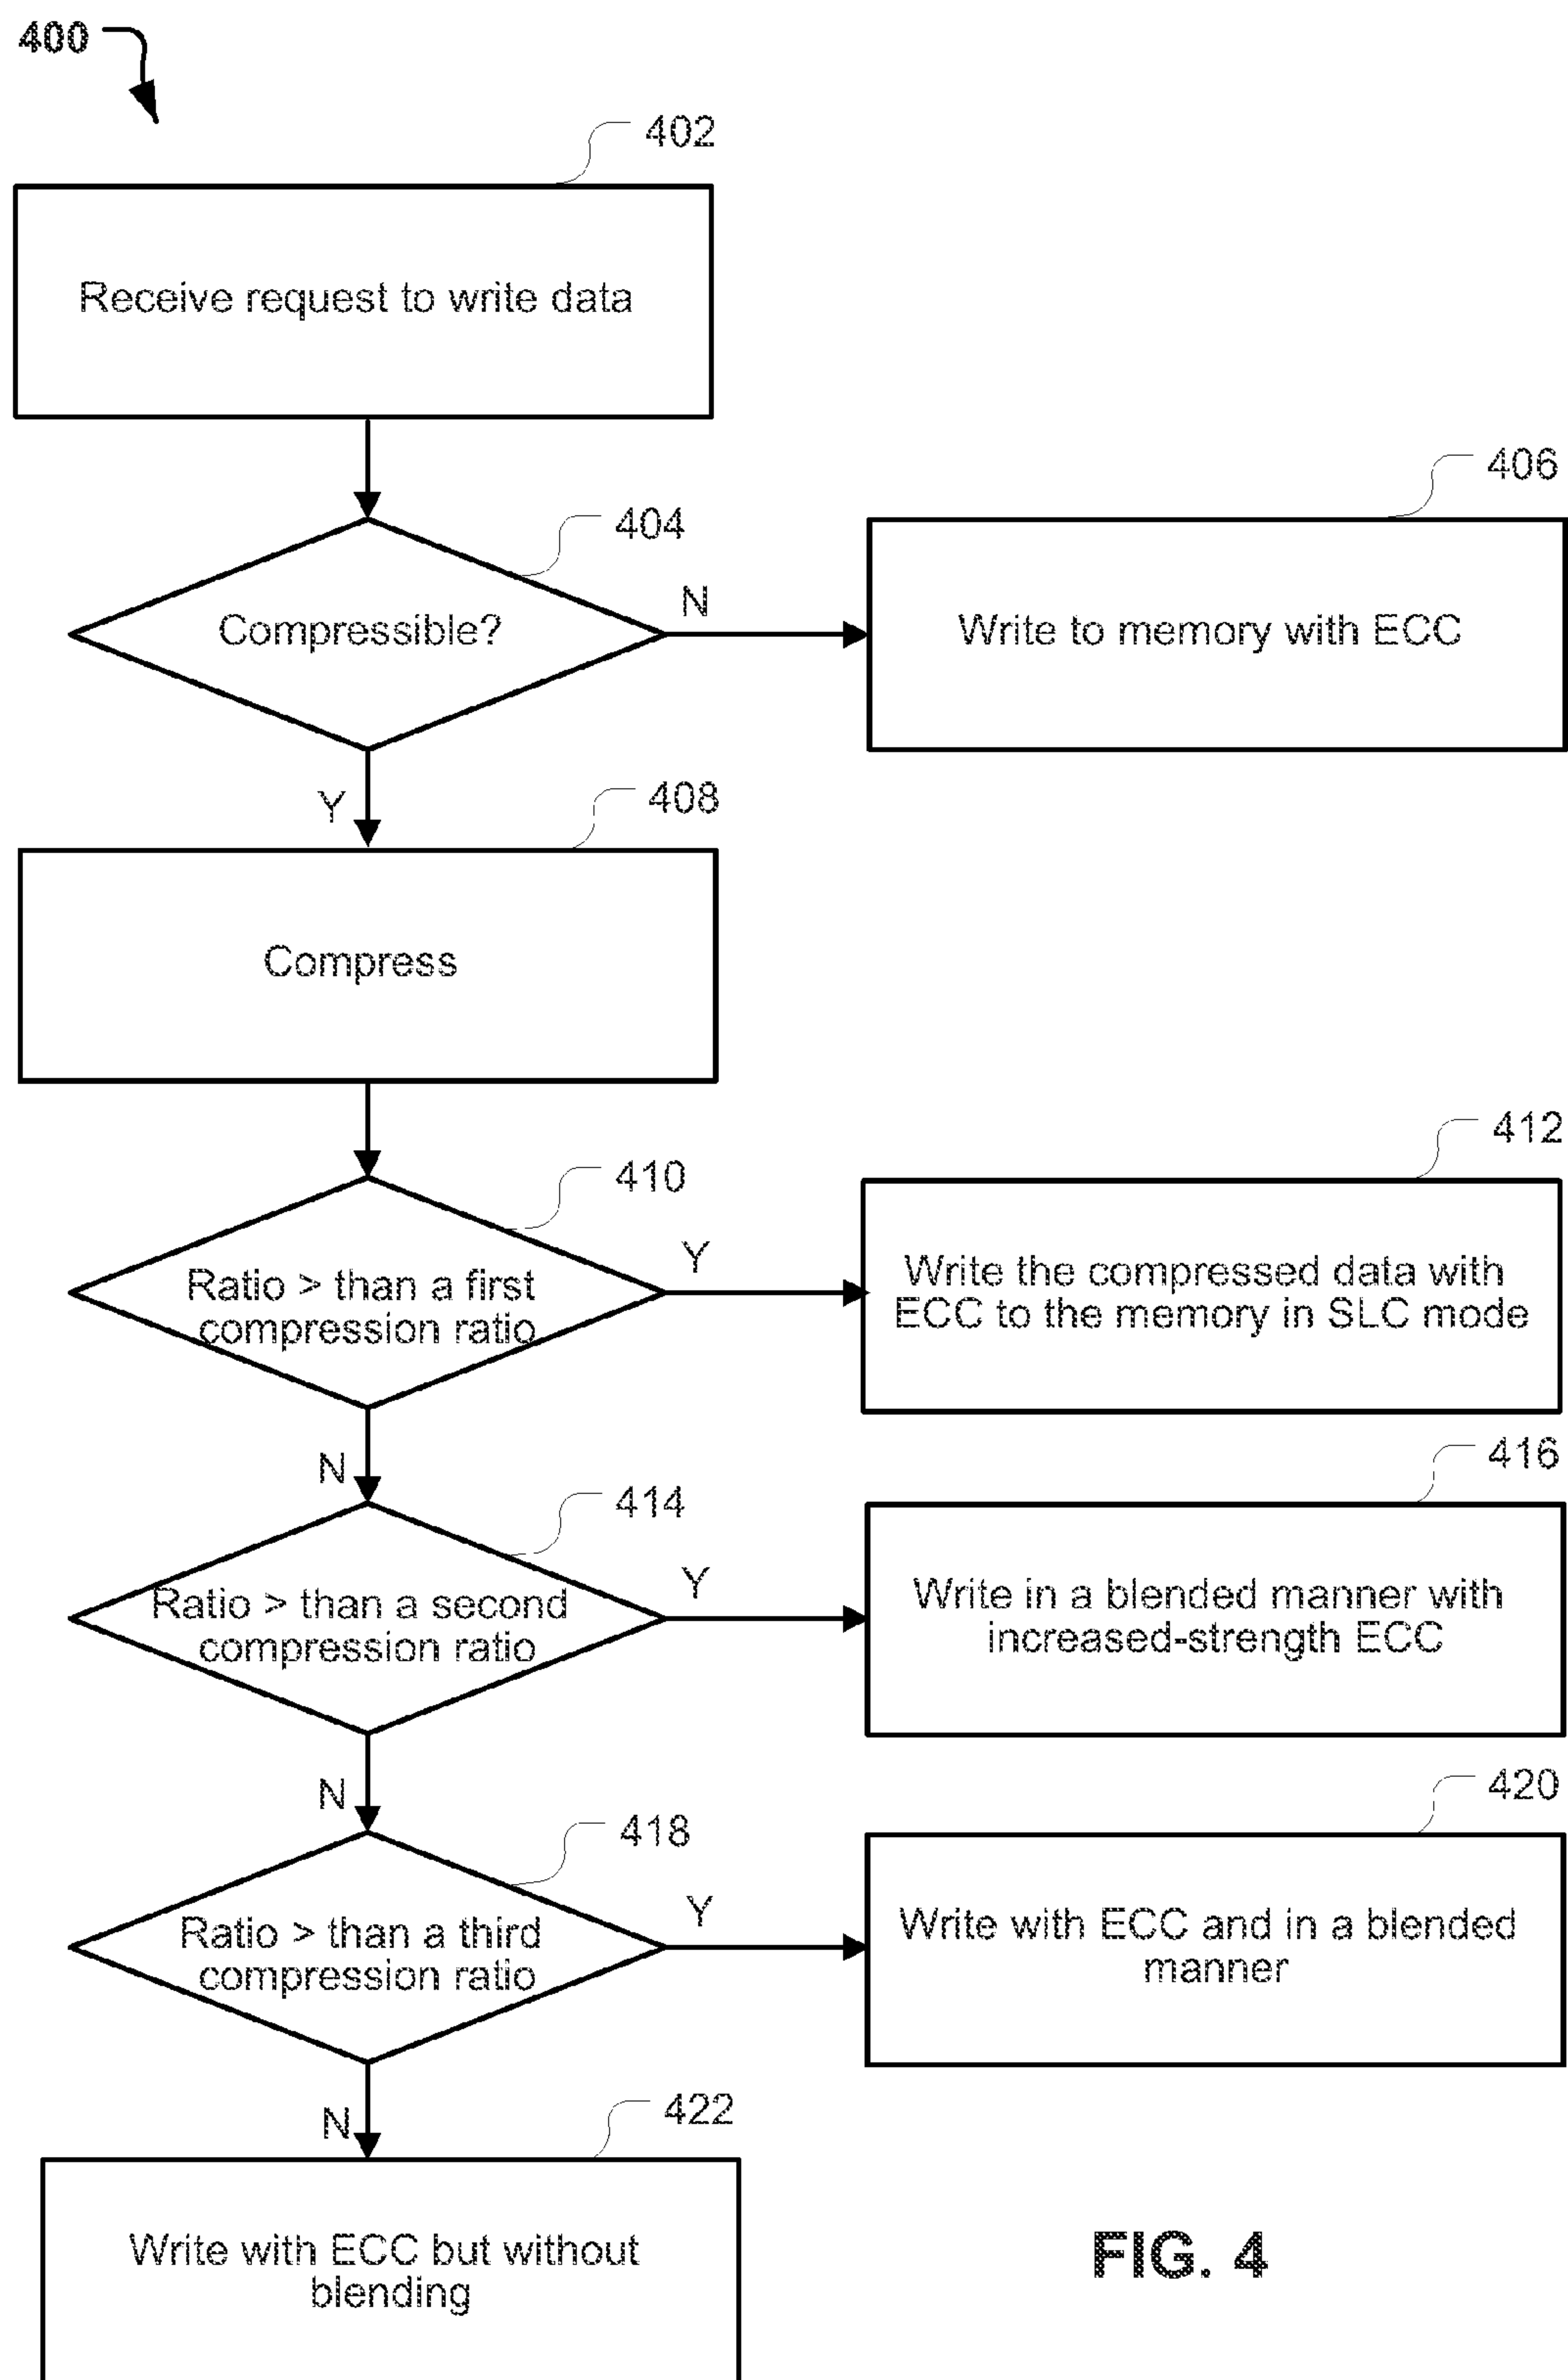 400
402
Receive request to write data
404
Compressible?
N
406
Write to memory with ECC
Y
408
Compress
410
Ratio > than a first
compression ratio
Y
412
Write the compressed data with
ECC to the memory in SLC mode
N
414
Ratio > than a second
compression ratio
Y
416
Write in a blended manner with
increased-strength ECC
N
418
Ratio > than a third
compression ratio
Y
420
Write with ECC and in a blended
manner
N
422
Write with ECC but without
blending
FIG. 4